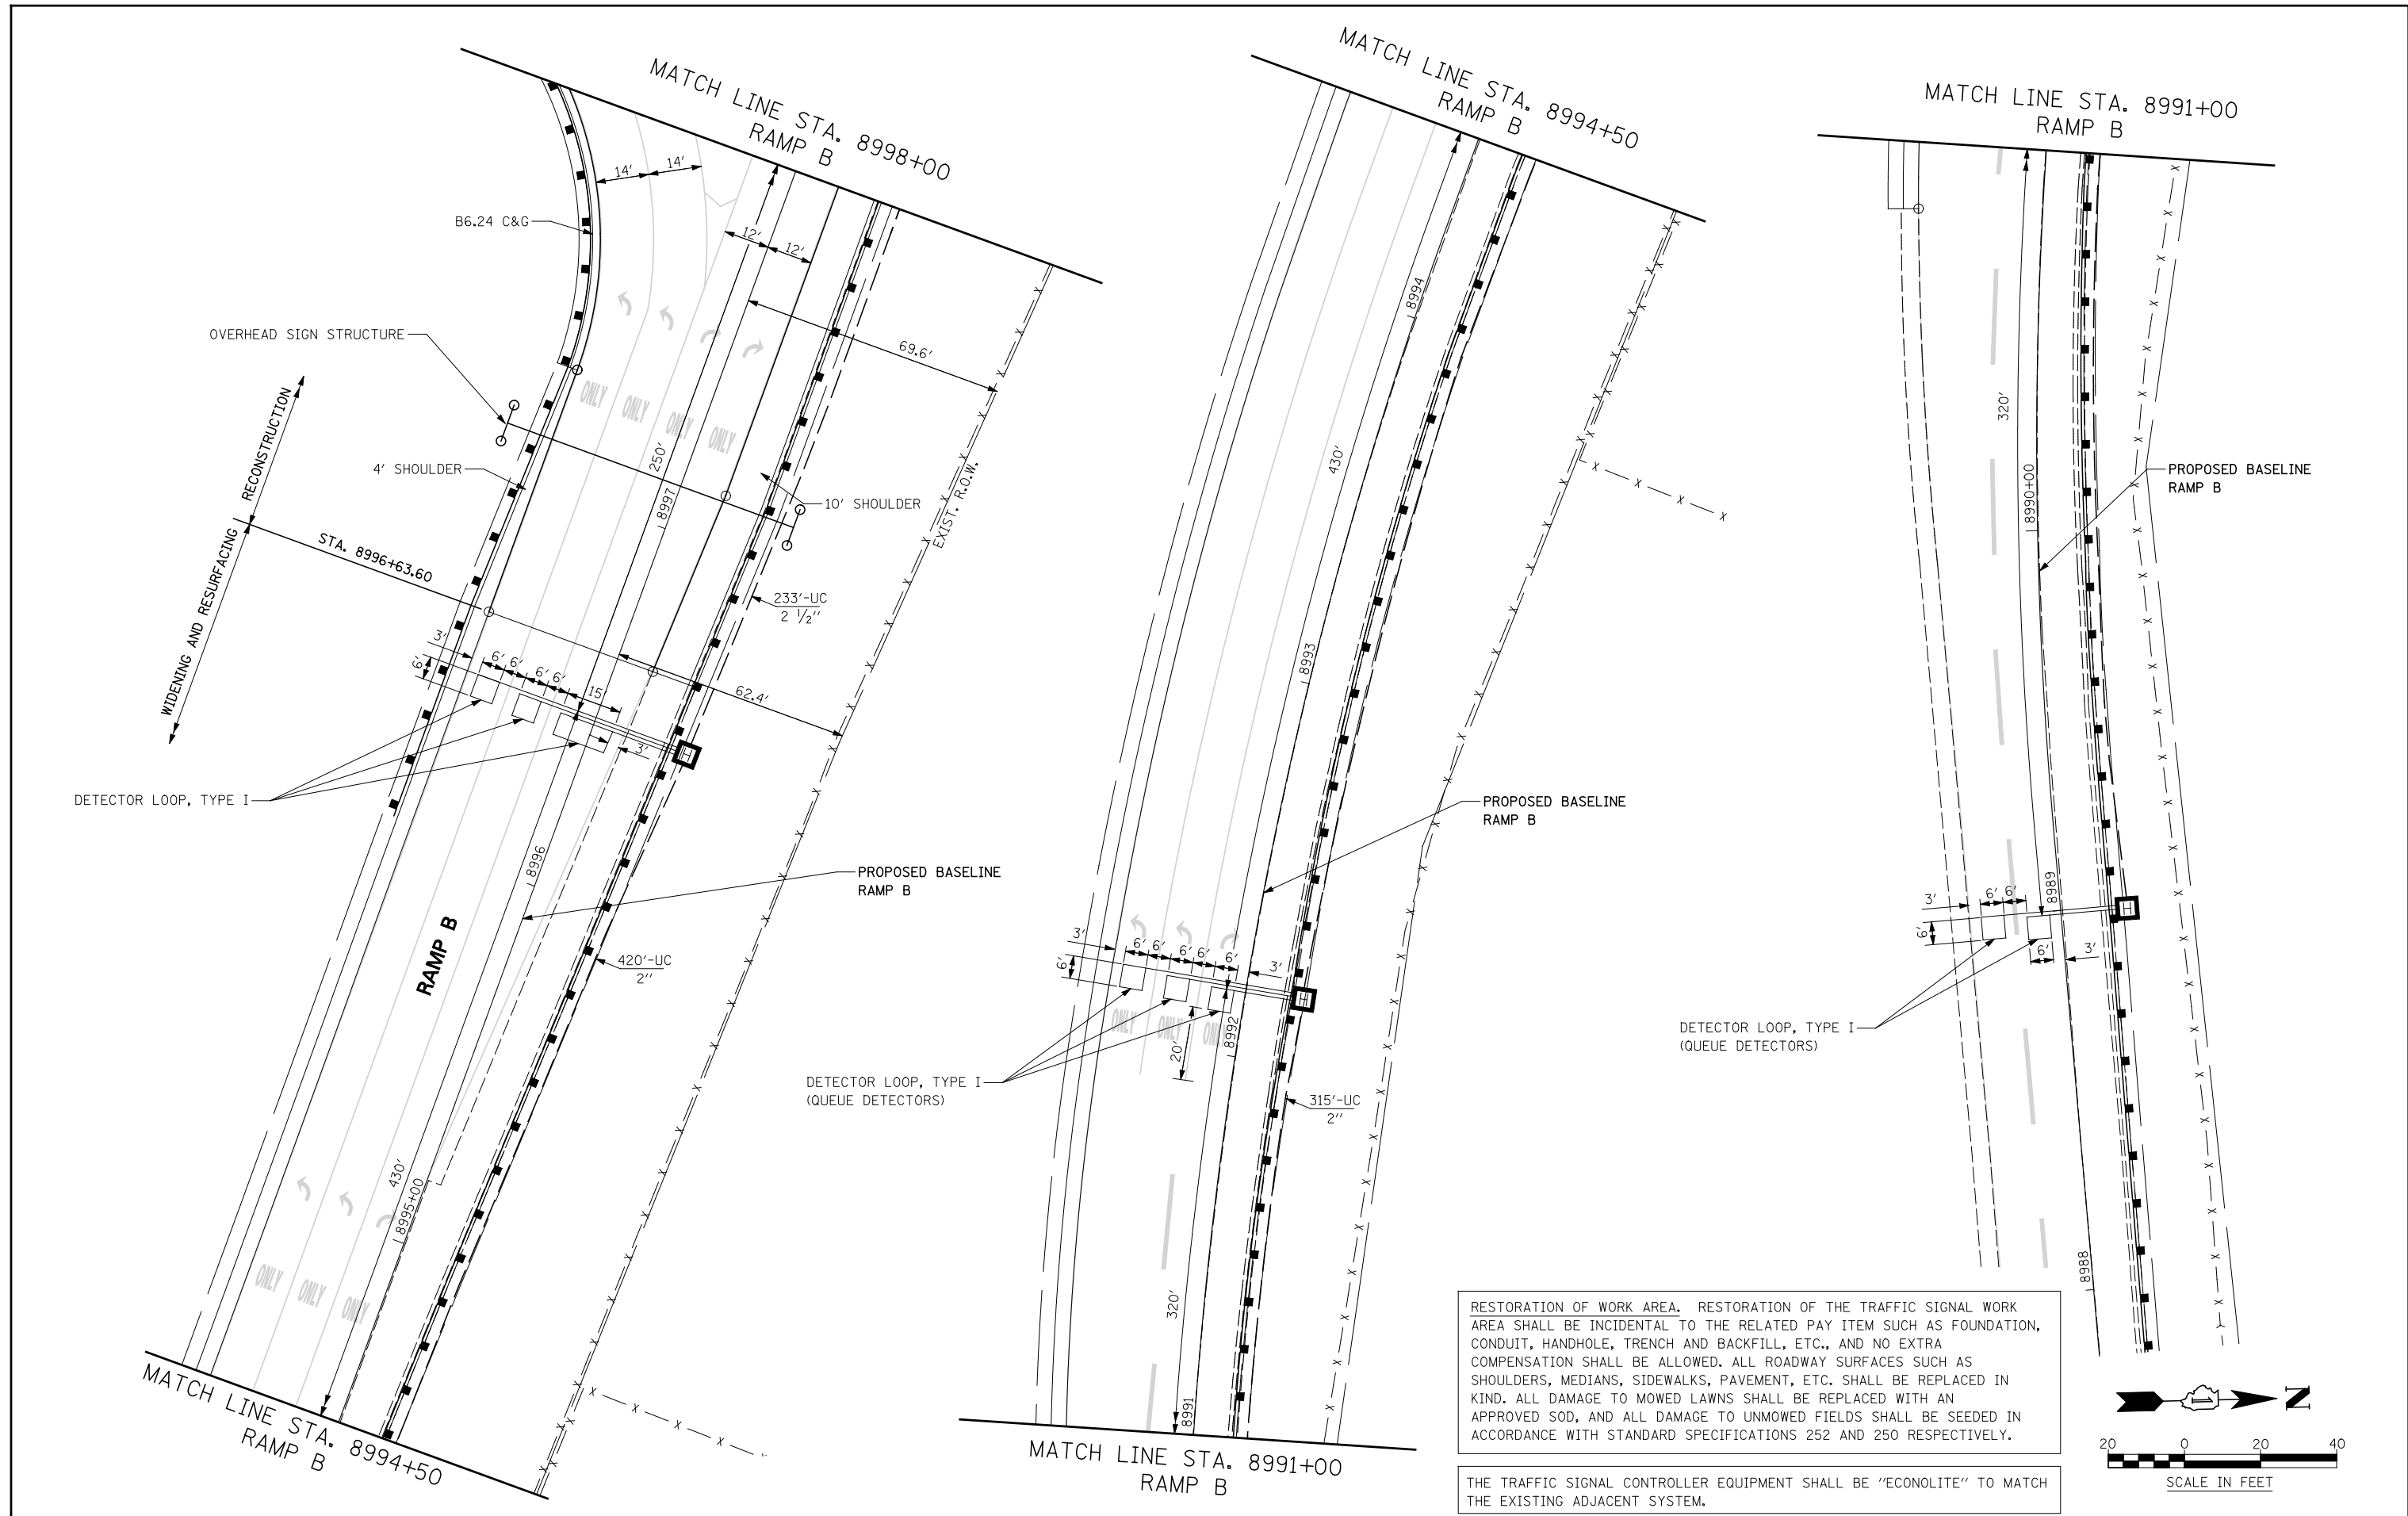 MATCH LINE STA. 8998+00
RAMP B
14'
14'
B6.24 C&G
12'
12'
OVERHEAD SIGN STRUCTURE
69.6'
RECONSTRUCTION
ONLY
ONLY
ONLY
ONLY
4' SHOULDER
250'
8997
10' SHOULDER
EXIST. R.O.W.
STA. 8996+63.60
WIDENING AND RESURFACING
233'-UC
2 1/2"
3'
6'
6'
6'
6'
6'
15'
62.4'
3'
H
DETECTOR LOOP, TYPE I
8996
PROPOSED BASELINE
RAMP B
RAMP B
420'-UC
2"
430'
8995+00
ONLY
ONLY
ONLY
MATCH LINE STA. 8994+50
RAMP B
MATCH LINE STA. 8994+50
RAMP B
8994
430'
8993
PROPOSED BASELINE
RAMP B
3'
6'
6'
6'
6'
6'
6'
3'
H
ONLY
ONLY
ONLY
8992
20'
DETECTOR LOOP, TYPE I
(QUEUE DETECTORS)
315'-UC
2"
320'
8991
MATCH LINE STA. 8991+00
RAMP B
MATCH LINE STA. 8991+00
RAMP B
320'
PROPOSED BASELINE
RAMP B
8990+00
8989
3'
6'
6'
6'
H
6'
3'
DETECTOR LOOP, TYPE I
(QUEUE DETECTORS)
8988
RESTORATION OF WORK AREA. RESTORATION OF THE TRAFFIC SIGNAL WORK
AREA SHALL BE INCIDENTAL TO THE RELATED PAY ITEM SUCH AS FOUNDATION,
CONDUIT, HANDHOLE, TRENCH AND BACKFILL, ETC., AND NO EXTRA
COMPENSATION SHALL BE ALLOWED. ALL ROADWAY SURFACES SUCH AS
SHOULDERS, MEDIANS, SIDEWALKS, PAVEMENT, ETC. SHALL BE REPLACED IN
KIND. ALL DAMAGE TO MOWED LAWNS SHALL BE REPLACED WITH AN
APPROVED SOD, AND ALL DAMAGE TO UNMOWED FIELDS SHALL BE SEEDED IN
ACCORDANCE WITH STANDARD SPECIFICATIONS 252 AND 250 RESPECTIVELY.
THE TRAFFIC SIGNAL CONTROLLER EQUIPMENT SHALL BE "ECONOLITE" TO MATCH
THE EXISTING ADJACENT SYSTEM.
N
20 0 20 40
SCALE IN FEET